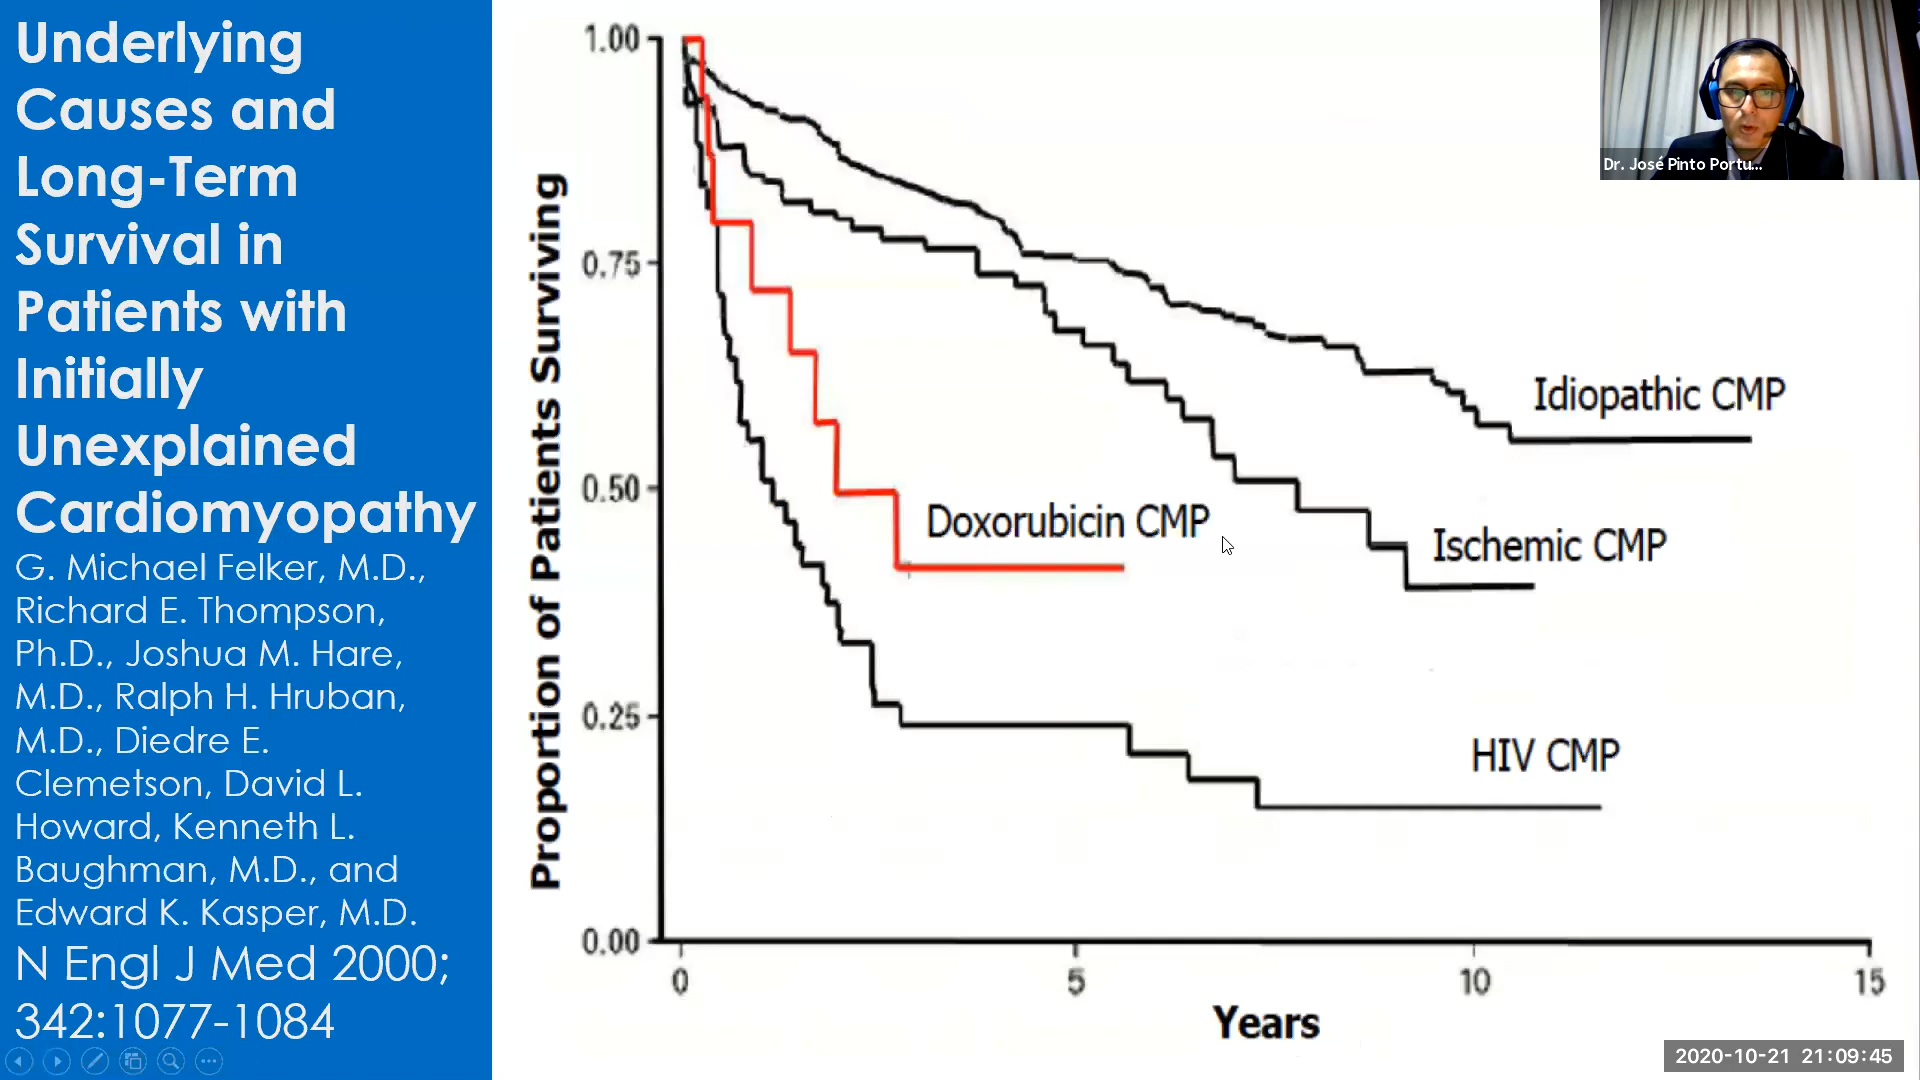 Underlying
Causes and
Long-Term
Survival in
Patients with
Initially
Unexplained
Cardiomyopathy
G. Michael Felker, M.D.,
Richard E. Thompson,
Ph.D., Joshua M. Hare,
M.D., Ralph H. Hruban,
M.D., Diedre E.
Clemetson, David L.
Howard, Kenneth L.
Baughman, M.D., and
Edward K. Kasper, M.D.
N Engl J Med 2000;
342:1077-1084
Proportion of Patients Surviving
1.00
0.75
0.50
0.25
0.00
Idiopathic CMP
Doxorubicin CMP
Ischemic CMP
HIV CMP
0
5
10
15
Years
Dr. José Pinto Portu...
2020-10-21 21:09:45